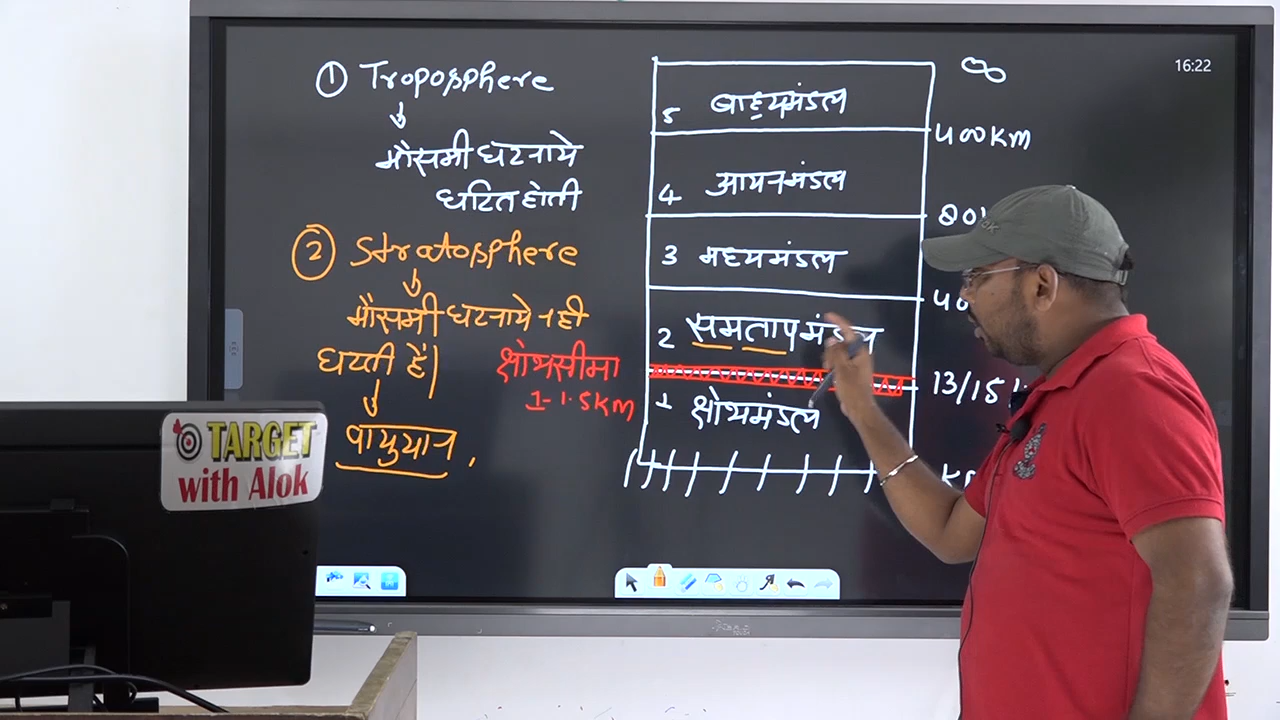 ① Troposphere
मौसमी घटनाये
घटित होती
② Stratosphere
मौसमी घटनाये नही
घटती हैं|
वायुयान.
क्षोभसीमा
1-1.5KM
∞
5 बाह्यमंडल
400KM
4 आयनमंडल
80
3 मध्यमंडल
2 समतापमंडल
13/15
1 क्षोभमंडल
16:22
TARGET
with Alok